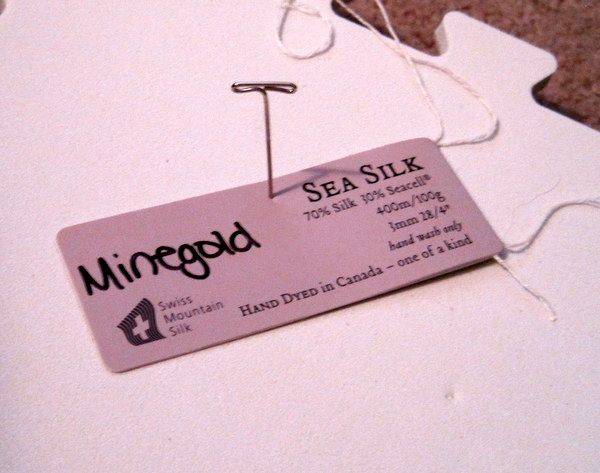 SEA SILK
70% Silk 30% Seacell®
400m/100g
3mm 28/4"
hand wash only
HAND DYED in Canada – one of a kind
Minegold
Swiss
Mountain
Silk